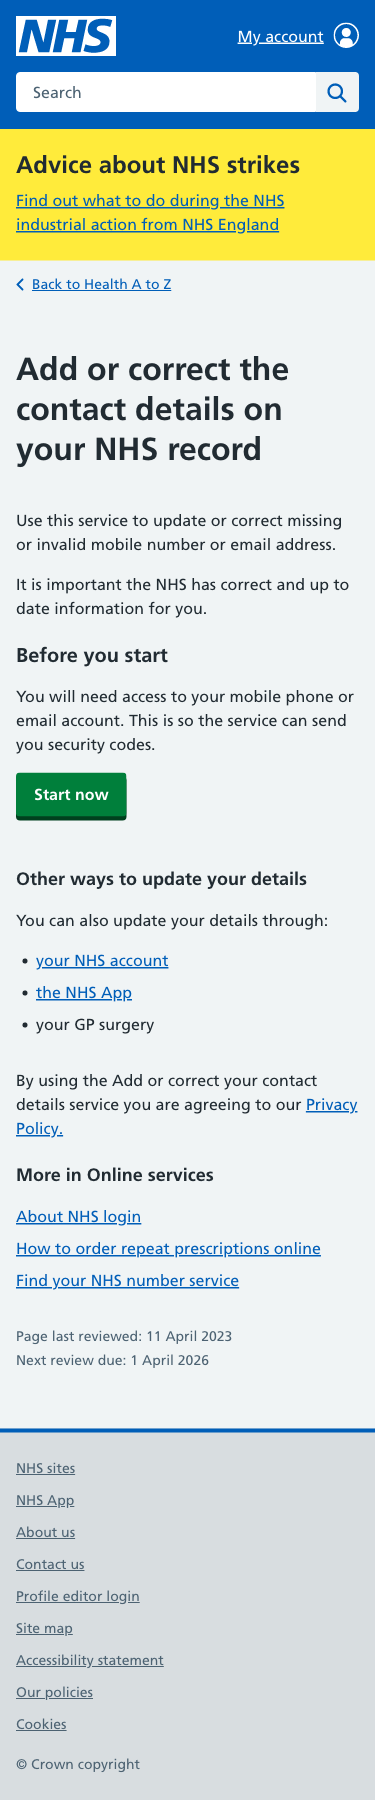 NHS
My account
Search
Advice about NHS strikes
Find out what to do during the NHS
industrial action from NHS England
Back to Health A to Z
Add or correct the
contact details on
your NHS record
Use this service to update or correct missing
or invalid mobile number or email address.
It is important the NHS has correct and up to
date information for you.
Before you start
You will need access to your mobile phone or
email account. This is so the service can send
you security codes.
Start now
Other ways to update your details
You can also update your details through:
• your NHS account
• the NHS App
• your GP surgery
By using the Add or correct your contact
details service you are agreeing to our Privacy
Policy.
More in Online services
About NHS login
How to order repeat prescriptions online
Find your NHS number service
Page last reviewed: 11 April 2023
Next review due: 1 April 2026
NHS sites
NHS App
About us
Contact us
Profile editor login
Site map
Accessibility statement
Our policies
Cookies
© Crown copyright